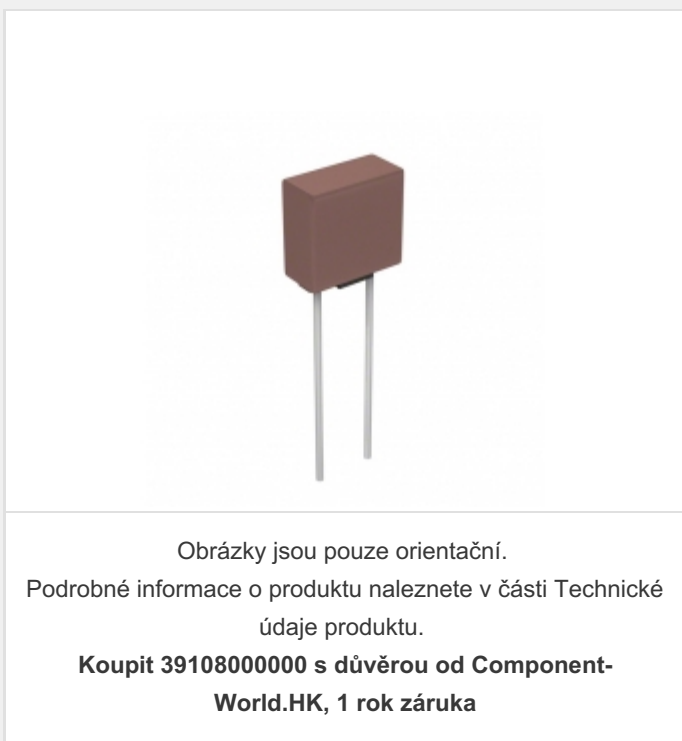 Obrázky jsou pouze orientační.
Podrobné informace o produktu naleznete v části Technické
údaje produktu.
Koupit 39108000000 s důvěrou od Component-
World.HK, 1 rok záruka